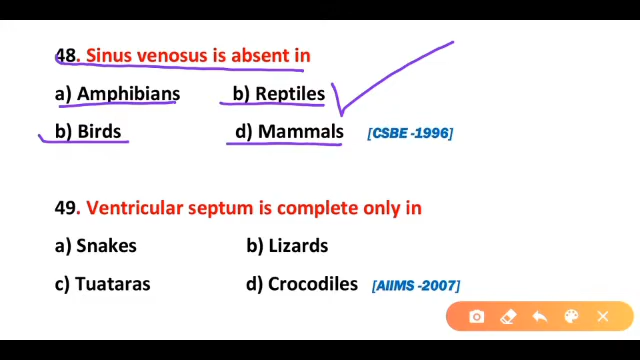 48. Sinus venosus is absent in
a) Amphibians b) Reptiles
b) Birds d) Mammals [CSBE -1996]
49. Ventricular septum is complete only in
a) Snakes b) Lizards
c) Tuataras d) Crocodiles [AIIMS -2007]